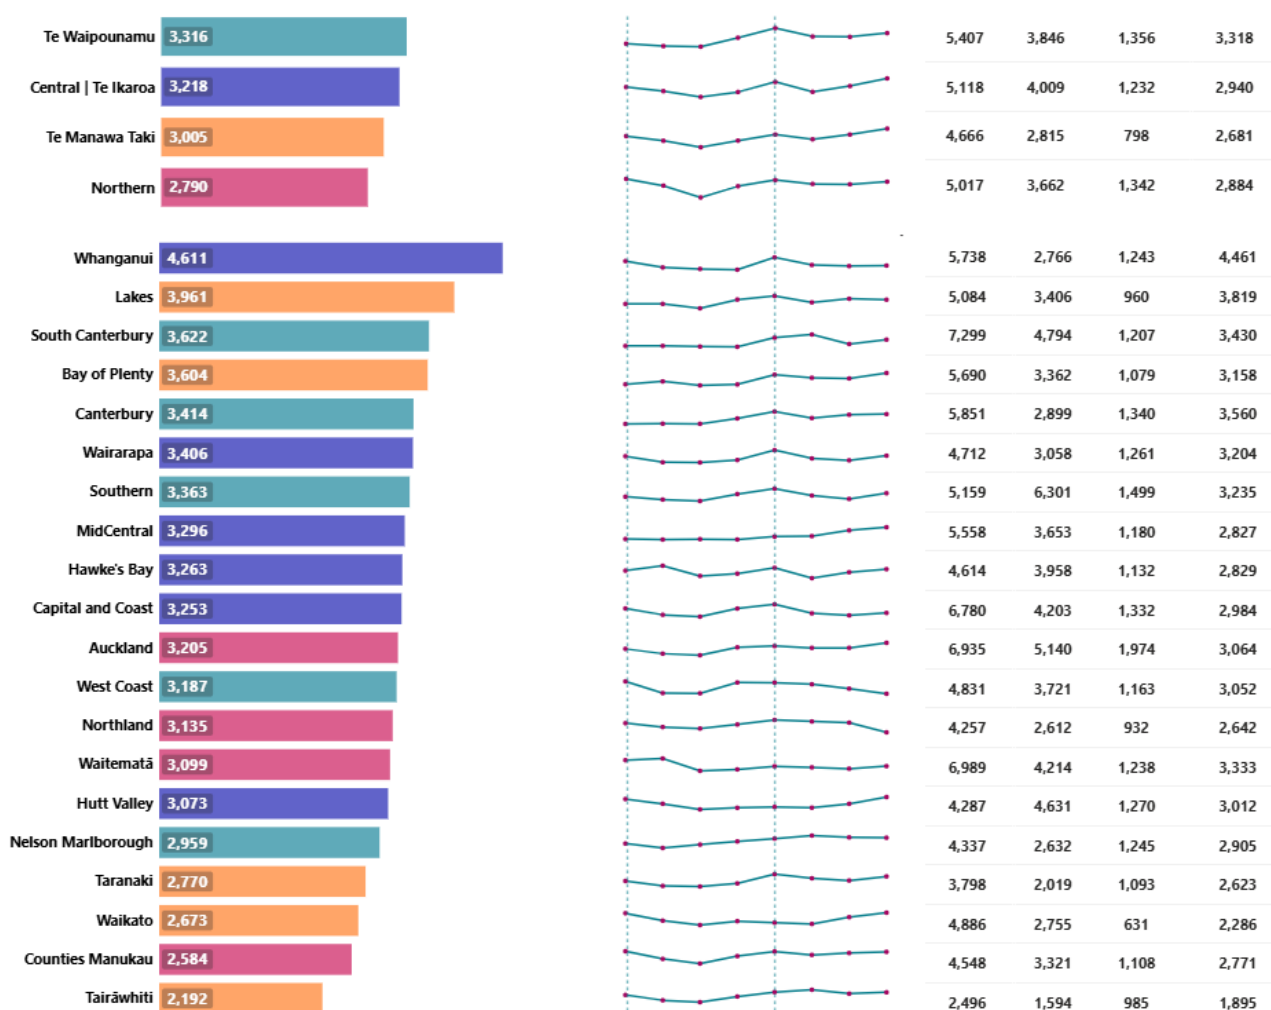 Te Waipounamu 3,316 5,407 3,846 1,356 3,318
Central | Te Ikaroa 3,218 5,118 4,009 1,232 2,940
Te Manawa Taki 3,005 4,666 2,815 798 2,681
Northern 2,790 5,017 3,662 1,342 2,884
Whanganui 4,611 5,738 2,766 1,243 4,461
Lakes 3,961 5,084 3,406 960 3,819
South Canterbury 3,622 7,299 4,794 1,207 3,430
Bay of Plenty 3,604 5,690 3,362 1,079 3,158
Canterbury 3,414 5,851 2,899 1,340 3,560
Wairarapa 3,406 4,712 3,058 1,261 3,204
Southern 3,363 5,159 6,301 1,499 3,235
MidCentral 3,296 5,558 3,653 1,180 2,827
Hawke's Bay 3,263 4,614 3,958 1,132 2,829
Capital and Coast 3,253 6,780 4,203 1,332 2,984
Auckland 3,205 6,935 5,140 1,974 3,064
West Coast 3,187 4,831 3,721 1,163 3,052
Northland 3,135 4,257 2,612 932 2,642
Waitematā 3,099 6,989 4,214 1,238 3,333
Hutt Valley 3,073 4,287 4,631 1,270 3,012
Nelson Marlborough 2,959 4,337 2,632 1,245 2,905
Taranaki 2,770 3,798 2,019 1,093 2,623
Waikato 2,673 4,886 2,755 631 2,286
Counties Manukau 2,584 4,548 3,321 1,108 2,771
Tairāwhiti 2,192 2,496 1,594 985 1,895